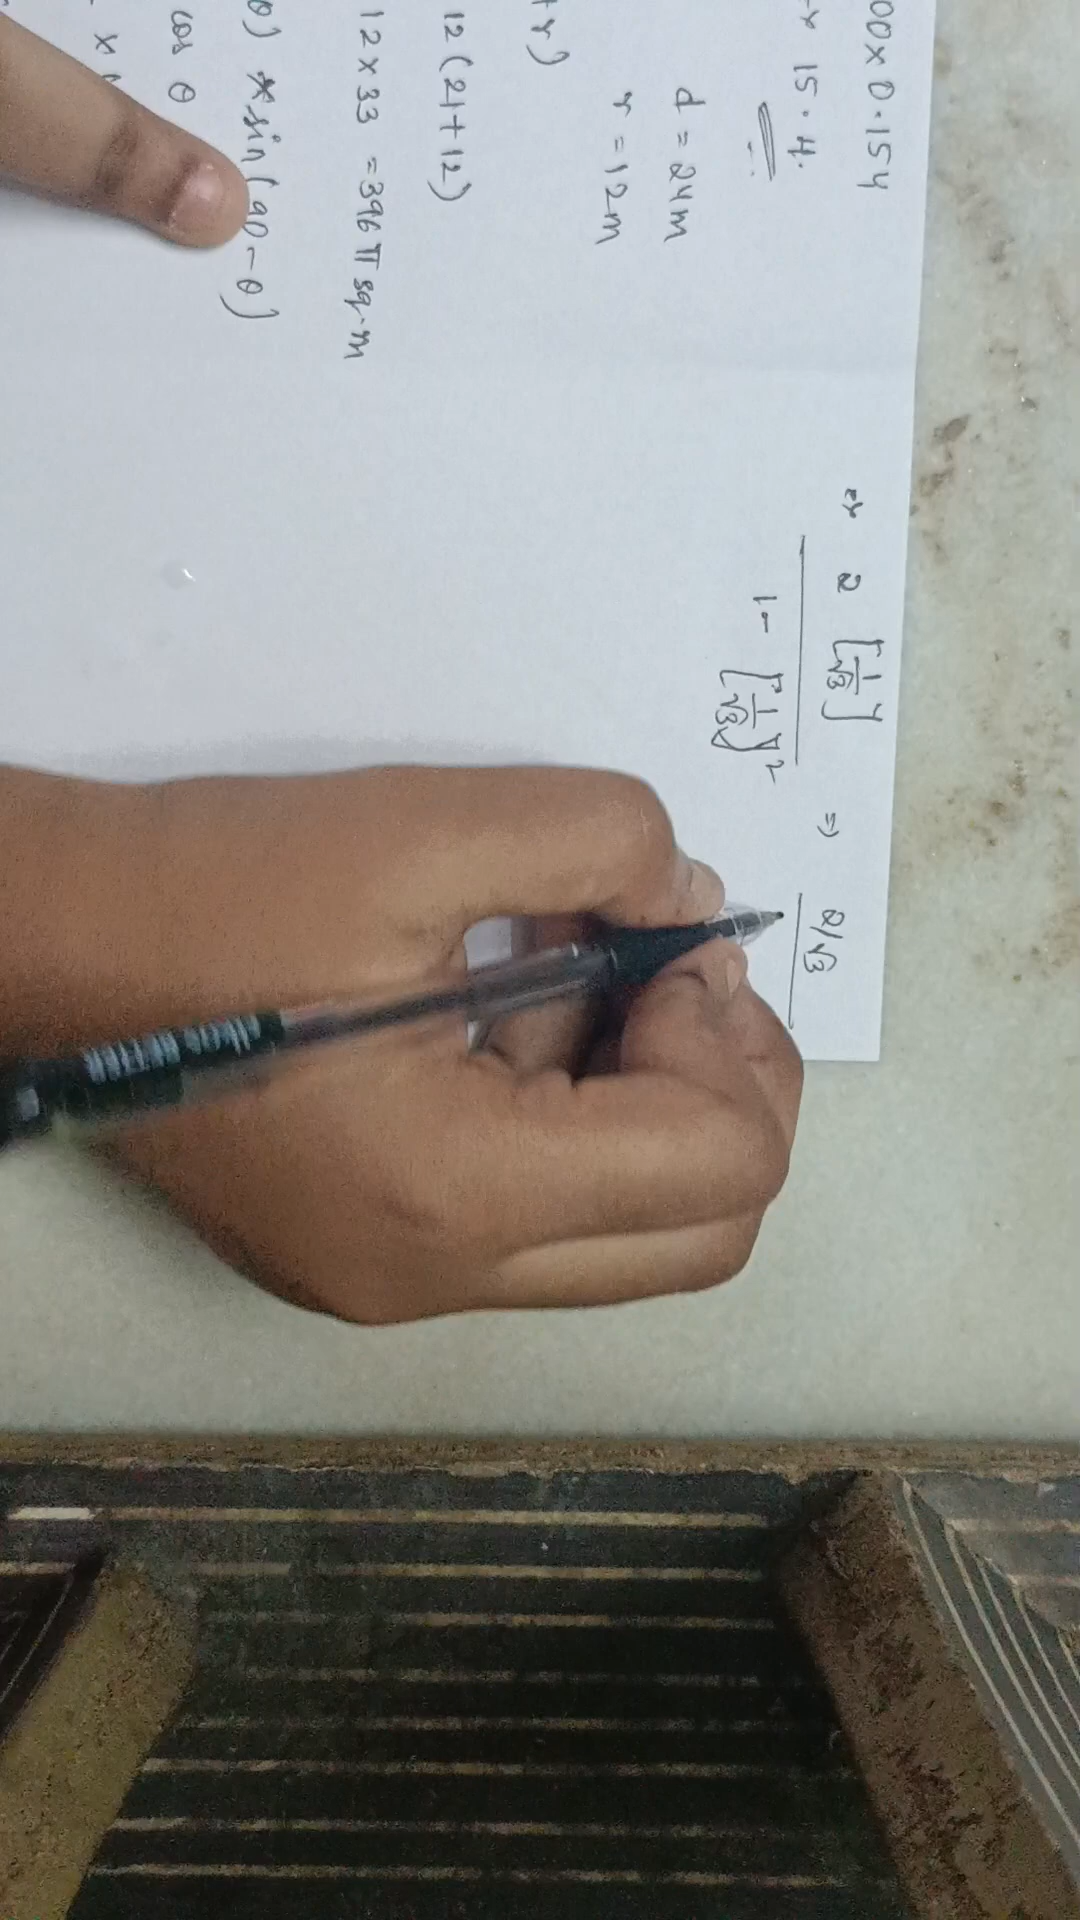 00 × 0.154
15.4.
d = 24m
r = 12m
+ r)
12 (21+12)
12 × 33 = 396 π sq.m
θ) * sin (90 − θ)
cos θ
×
2 [1/√3] => 2/√3
1 − [1/√3]²